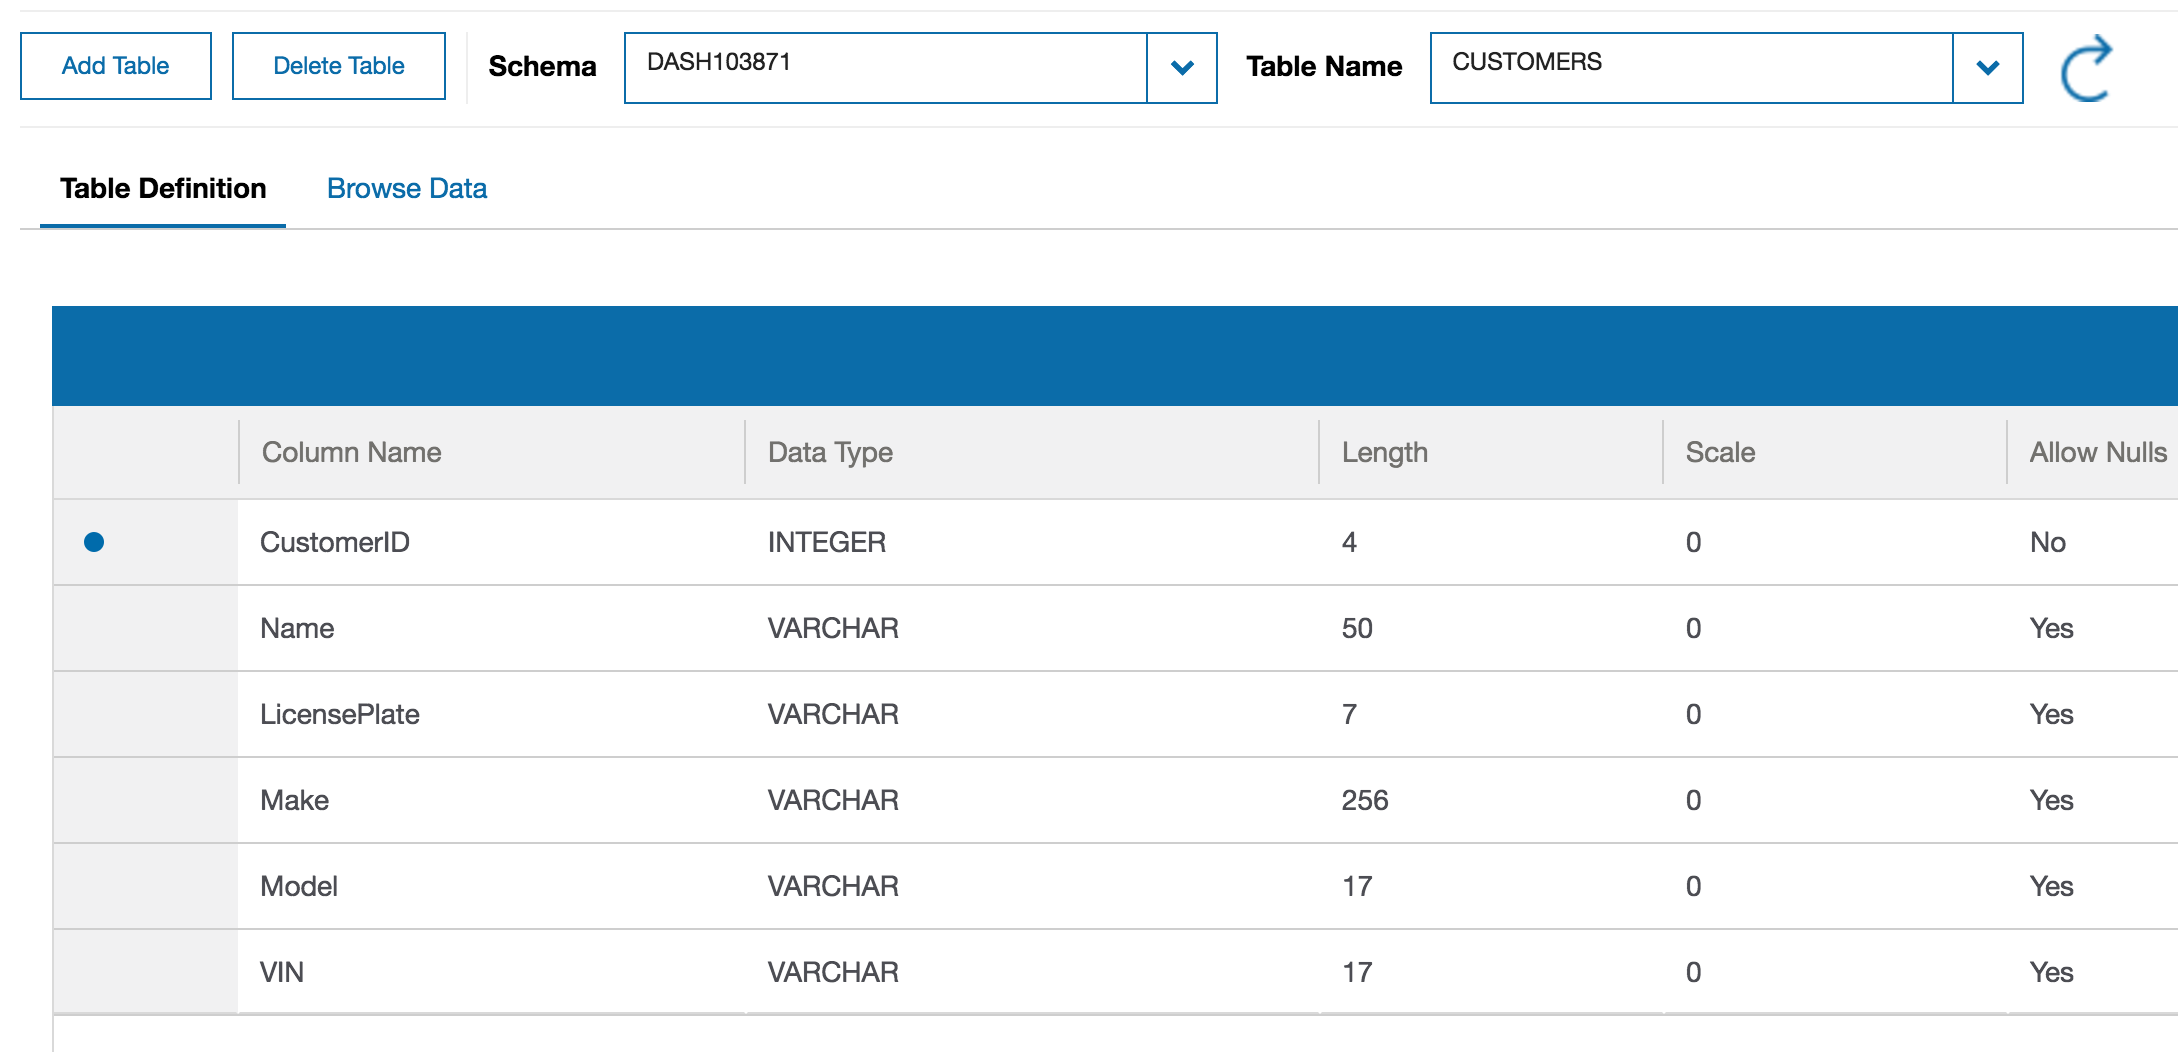 Add Table Delete Table Schema DASH103871 Table Name CUSTOMERS
Table Definition Browse Data
Column Name Data Type Length Scale Allow Nulls
CustomerID INTEGER 4 0 No
Name VARCHAR 50 0 Yes
LicensePlate VARCHAR 7 0 Yes
Make VARCHAR 256 0 Yes
Model VARCHAR 17 0 Yes
VIN VARCHAR 17 0 Yes